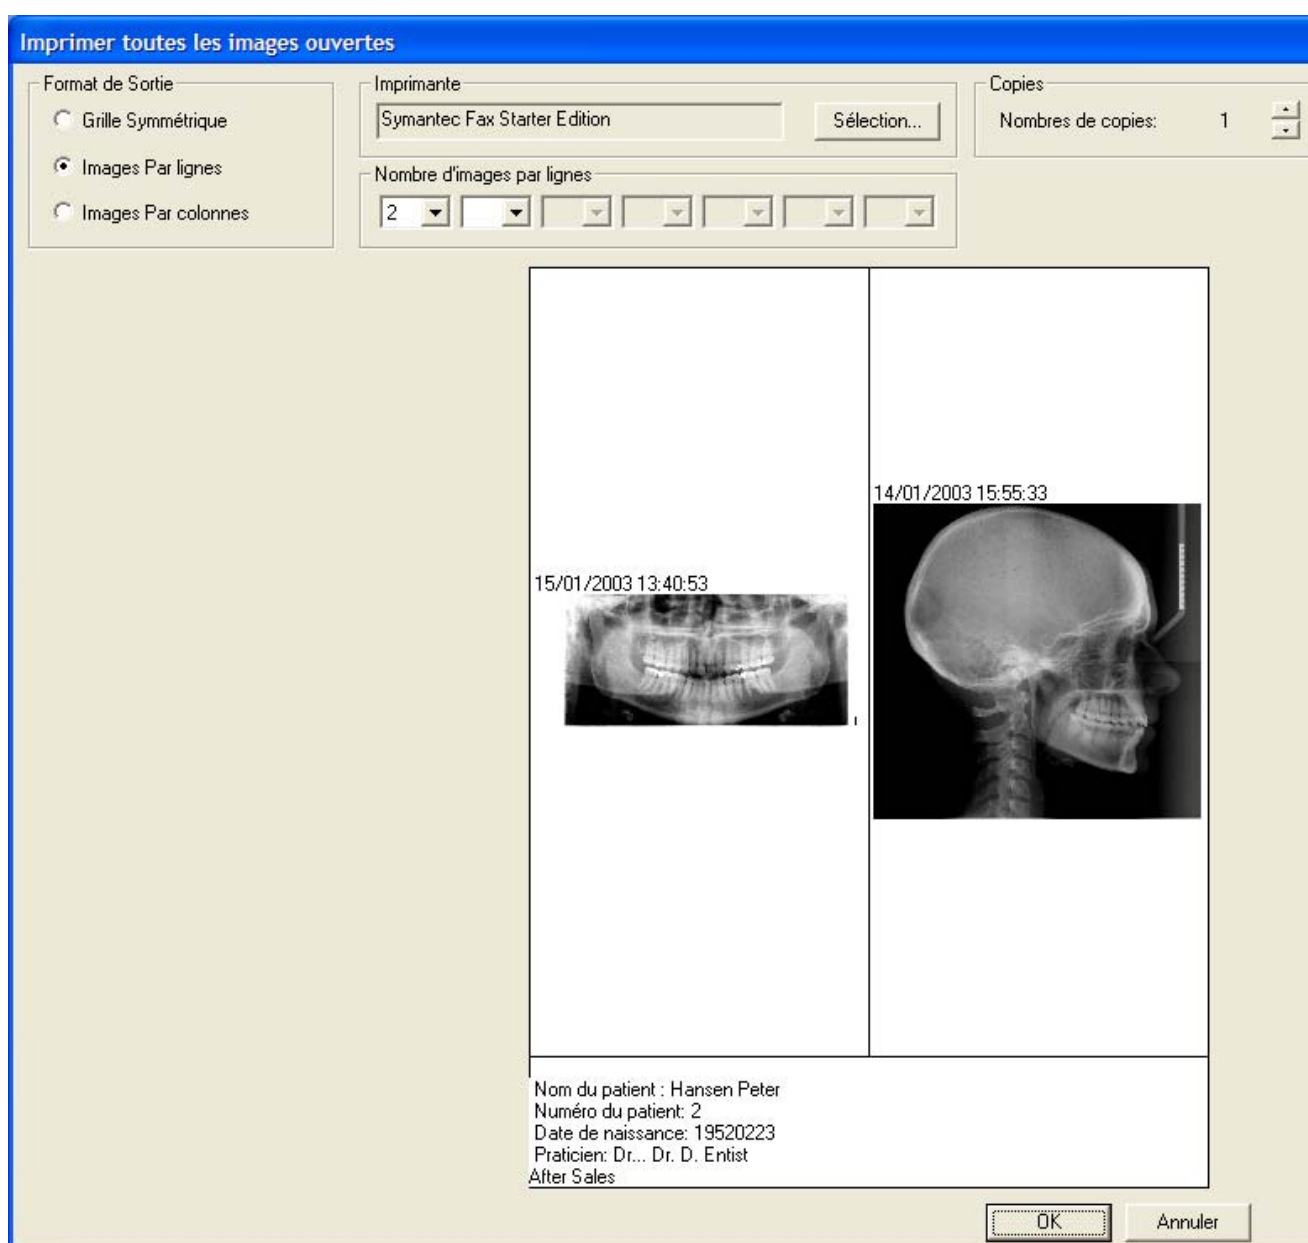 Imprimer toutes les images ouvertes
Format de Sortie
Grille Symmétrique
Images Par lignes
Images Par colonnes
Imprimante
Symantec Fax Starter Edition
Sélection...
Nombre d'images par lignes
2
Copies
Nombres de copies: 1
15/01/2003 13:40:53
14/01/2003 15:55:33
Nom du patient : Hansen Peter
Numéro du patient: 2
Date de naissance: 19520223
Praticien: Dr... Dr. D. Entist
After Sales
OK
Annuler